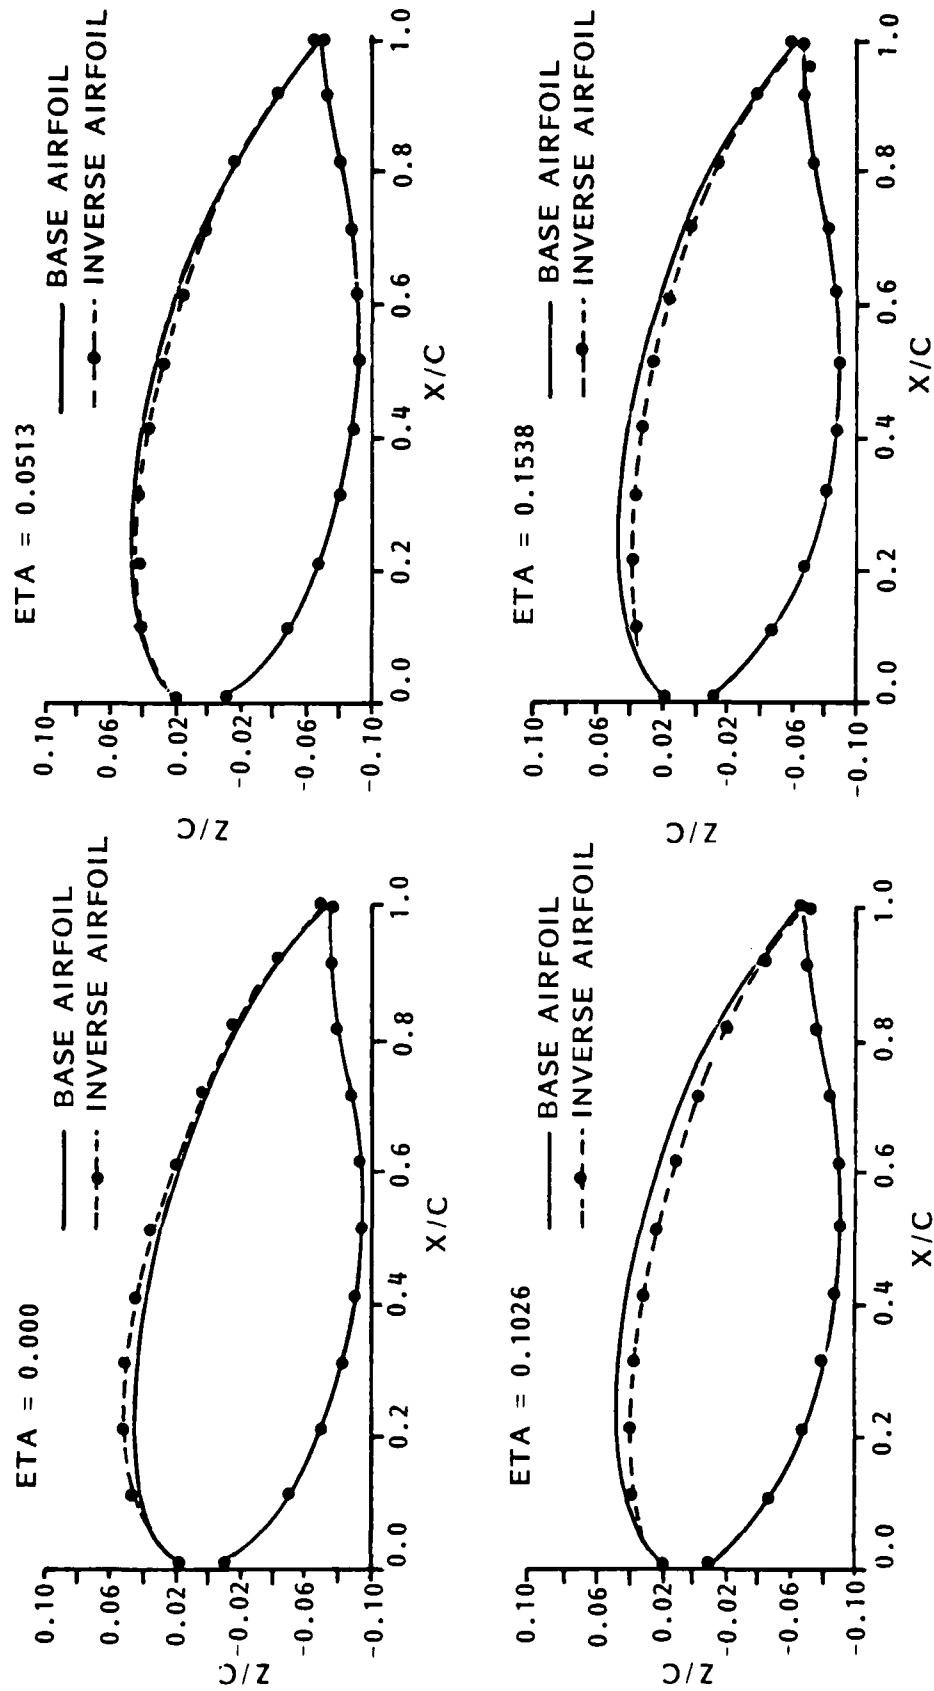 ETA = 0.000
BASE AIRFOIL
INVERSE AIRFOIL
0.10
0.06
0.02
-0.02
-0.06
-0.10
Z/C
0.0
0.2
0.4
0.6
0.8
1.0
X/C
ETA = 0.0513
BASE AIRFOIL
INVERSE AIRFOIL
0.10
0.06
0.02
-0.02
-0.06
-0.10
Z/C
0.0
0.2
0.4
0.6
0.8
1.0
X/C
ETA = 0.1026
BASE AIRFOIL
INVERSE AIRFOIL
0.10
0.06
0.02
-0.02
-0.06
-0.10
Z/C
0.0
0.2
0.4
0.6
0.8
1.0
X/C
ETA = 0.1538
BASE AIRFOIL
INVERSE AIRFOIL
0.10
0.06
0.02
-0.02
-0.06
-0.10
Z/C
0.0
0.2
0.4
0.6
0.8
1.0
X/C